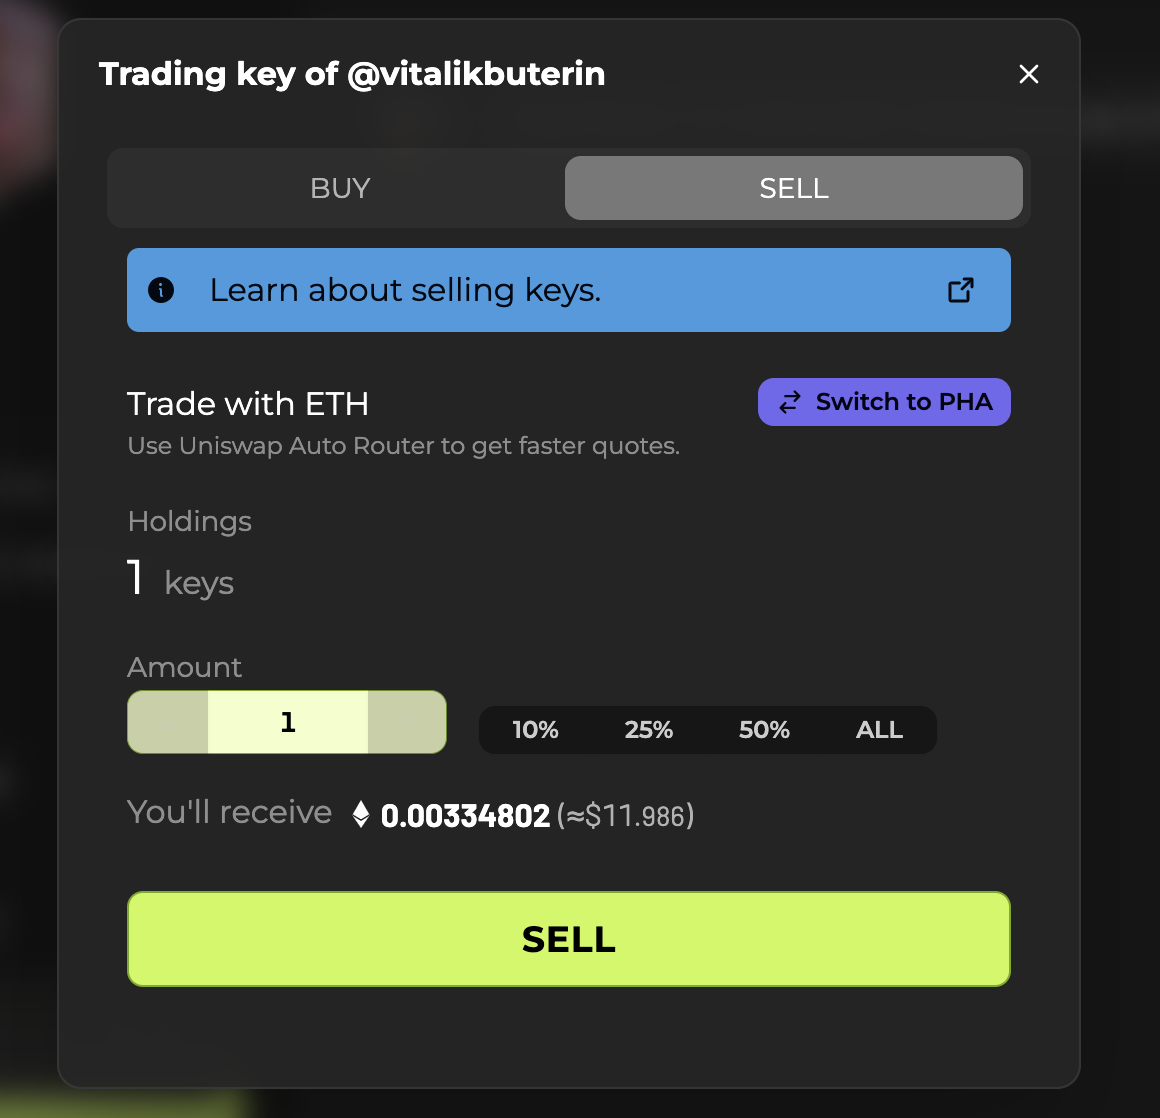 Trading key of @vitalikbuterin
BUY
SELL
Learn about selling keys.
Trade with ETH
Switch to PHA
Use Uniswap Auto Router to get faster quotes.
Holdings
1 keys
Amount
1
10% 25% 50% ALL
You'll receive 0.00334802 (≈$11.986)
SELL